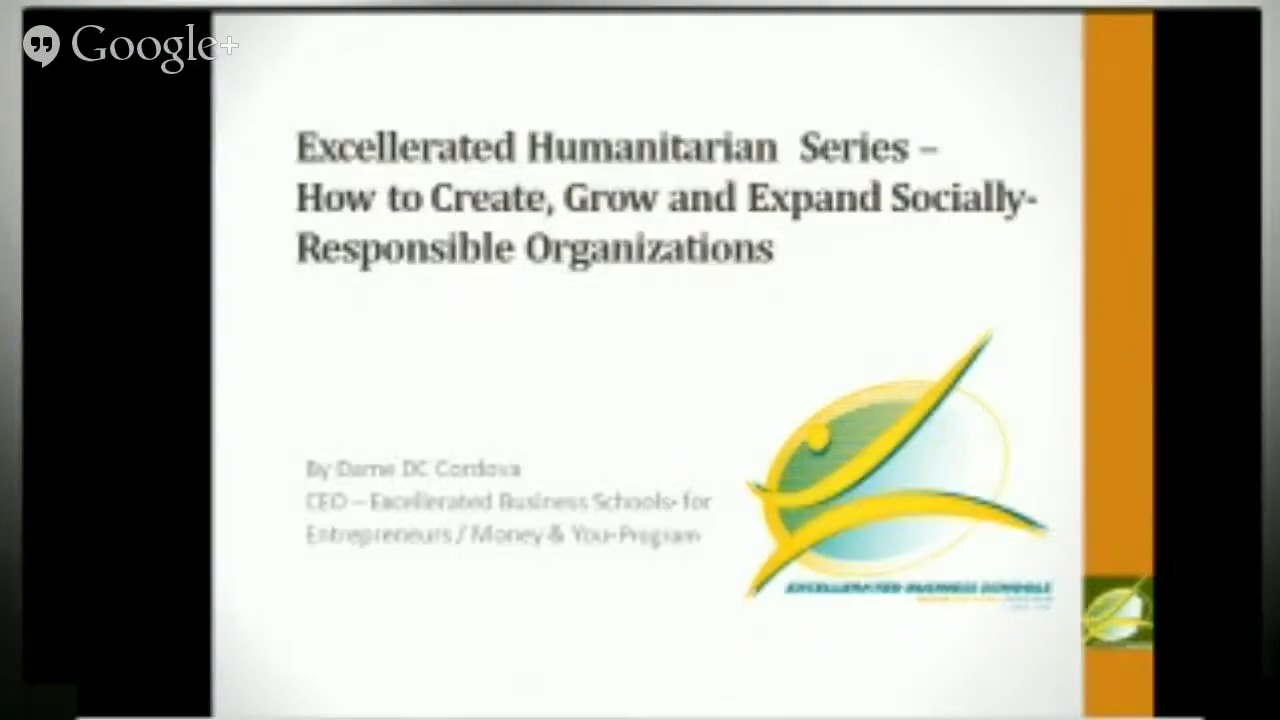 Google+
Excellerated Humanitarian Series –
How to Create, Grow and Expand Socially-
Responsible Organizations
By Dame DC Cordova
CEO – Excellerated Business Schools® for
Entrepreneurs / Money & You® Program
EXCELLERATED BUSINESS SCHOOLS